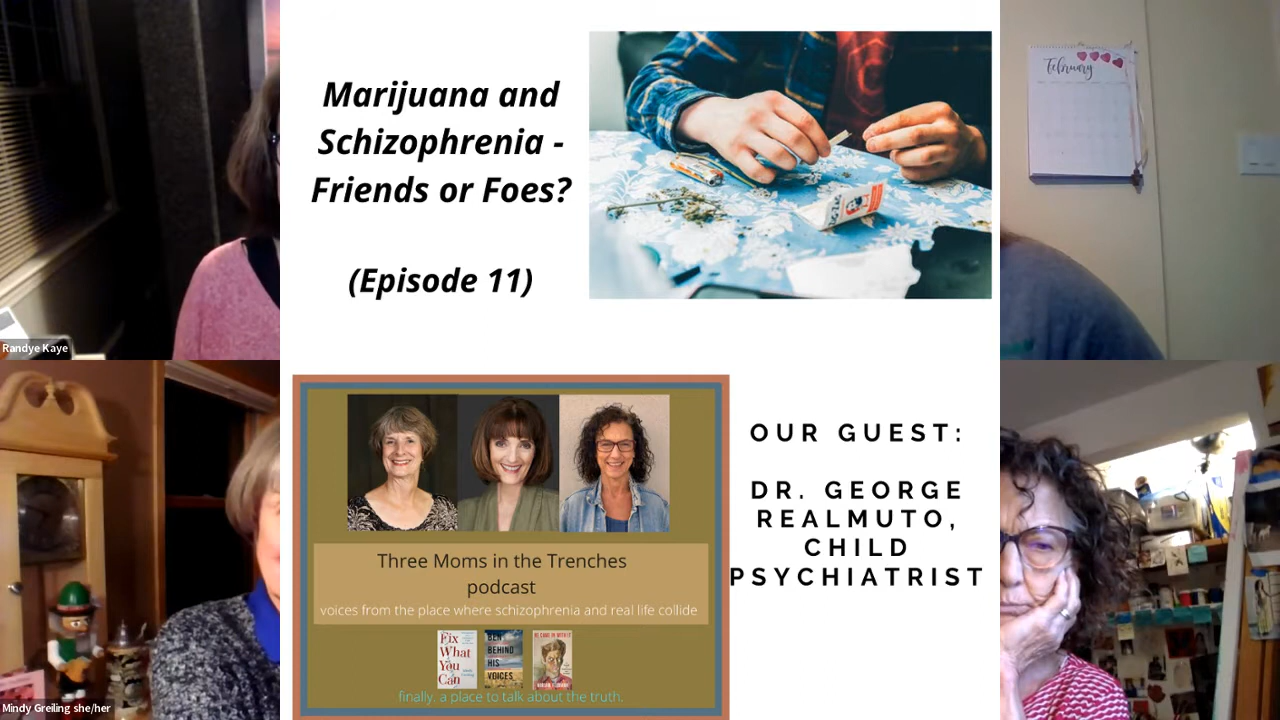 Marijuana and
Schizophrenia -
Friends or Foes?
(Episode 11)
February
Randye Kaye
Three Moms in the Trenches
podcast
voices from the place where schizophrenia and real life collide
Fix
What
You
Can
BEN
BEHIND
HIS
VOICES
finally, a place to talk about the truth.
OUR GUEST:
DR. GEORGE
REALMUTO,
CHILD
PSYCHIATRIST
Mindy Greiling she/her